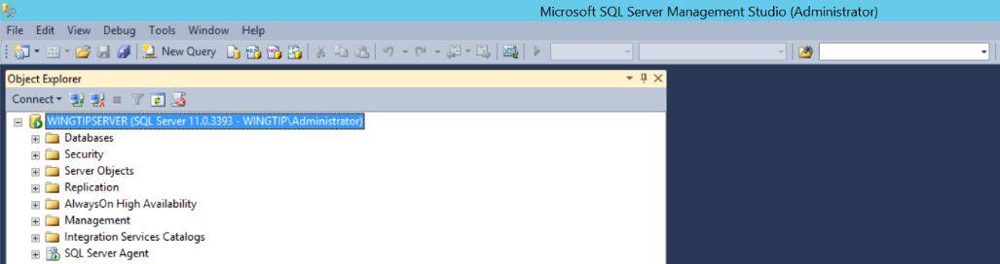 Microsoft SQL Server Management Studio (Administrator)
File Edit View Debug Tools Window Help
New Query
Object Explorer
Connect
WINGTIPSERVER (SQL Server 11.0.3393 - WINGTIP\Administrator)
Databases
Security
Server Objects
Replication
AlwaysOn High Availability
Management
Integration Services Catalogs
SQL Server Agent